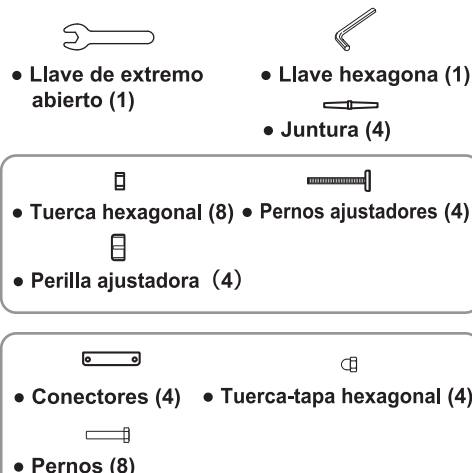 • Llave de extremo
abierto (1)
• Llave hexagona (1)
• Juntura (4)
• Tuerca hexagonal (8) • Pernos ajustadores (4)
• Perilla ajustadora (4)
• Conectores (4) • Tuerca-tapa hexagonal (4)
• Pernos (8)